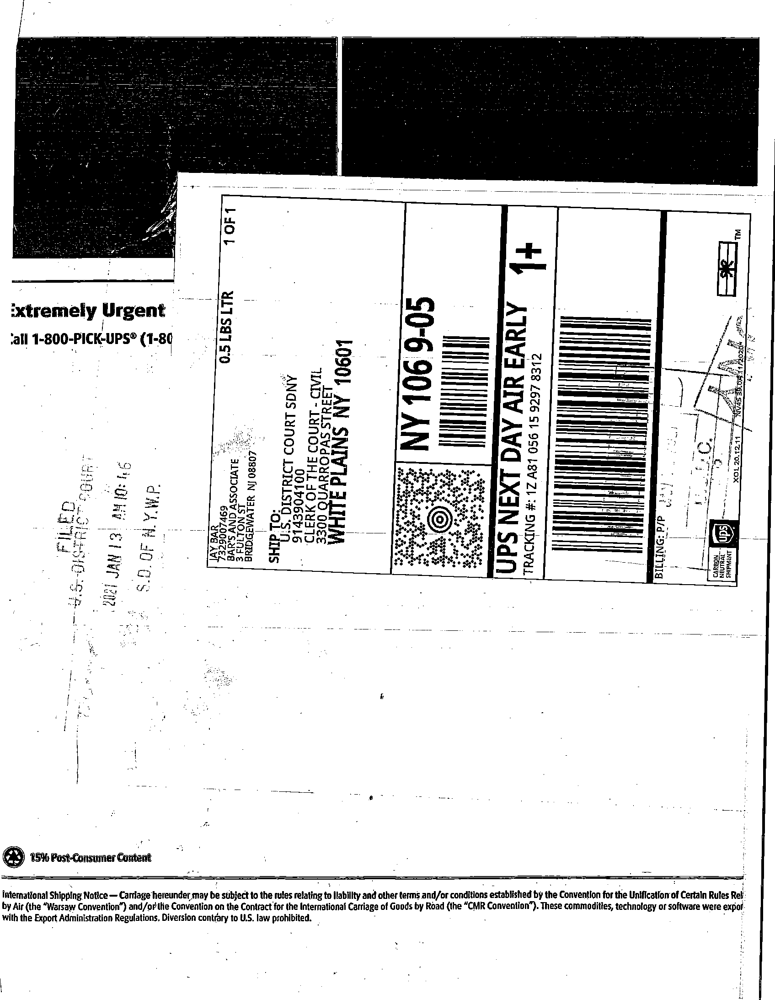 Extremely Urgent
Call 1-800-PICK-UPS® (1-80
FILED
U.S. DISTRICT COURT
2021 JAN 13 AM 10:46
S.D. OF N.Y.W.P.
JAY BAR 0.5 LBS LTR 1 OF 1
7329007469
BAR'S AND ASSOCIATE
3 FULTON ST
BRIDGEWATER NJ 08807
SHIP TO:
U.S. DISTRICT COURT SDNY
9143904100
CLERK OF THE COURT - CIVIL
3300 QUARROPAS STREET
WHITE PLAINS NY 10601
NY 106 9-05
UPS NEXT DAY AIR EARLY 1+
TRACKING #: 1Z A81 056 15 9297 8312
BILLING: P/P
CARBON
NEUTRAL
SHIPMENT
ups
XOL 20.12.11 NV45 39.0A 11/2020
TM
15% Post-Consumer Content
International Shipping Notice — Carriage hereunder may be subject to the rules relating to liability and other terms and/or conditions established by the Convention for the Unification of Certain Rules Rel
by Air (the "Warsaw Convention") and/or the Convention on the Contract for the International Carriage of Goods by Road (the "CMR Convention"). These commodities, technology or software were expor
with the Export Administration Regulations. Diversion contrary to U.S. law prohibited.